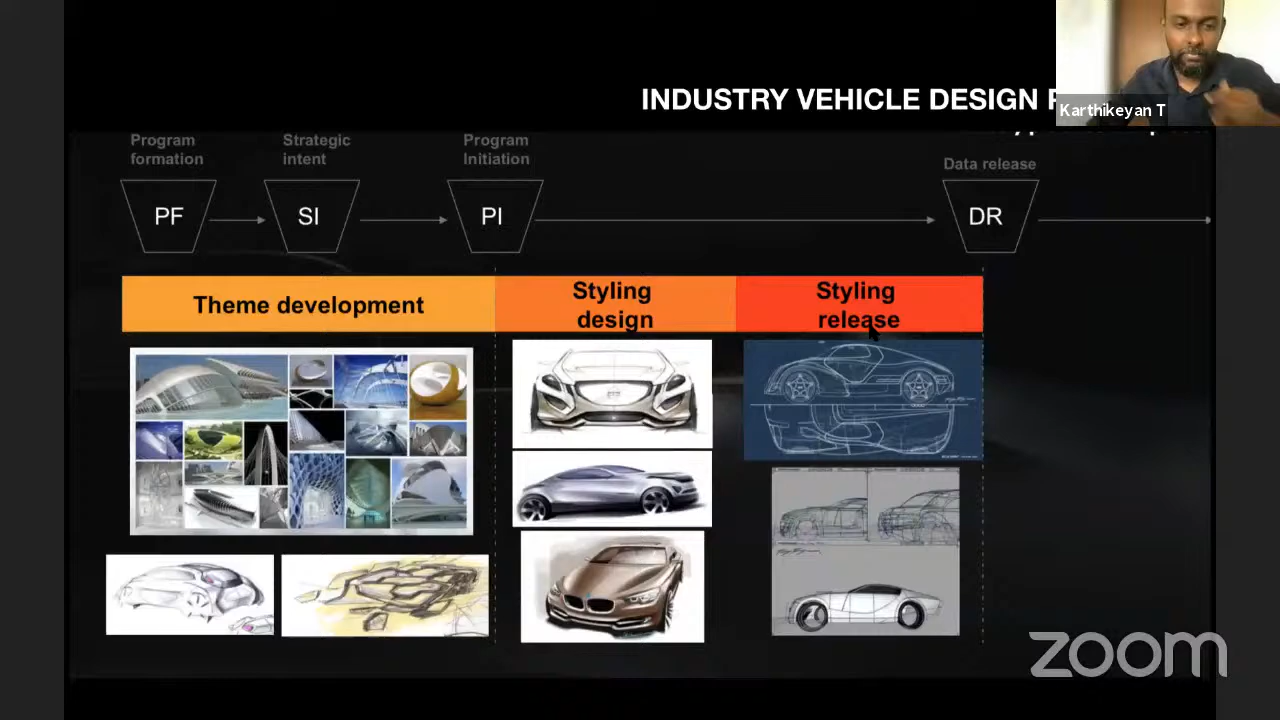 INDUSTRY VEHICLE DESIGN
Karthikeyan T
Program
formation
Strategic
intent
Program
Initiation
Data release
PF
SI
PI
DR
Theme development
Styling
design
Styling
release
zoom